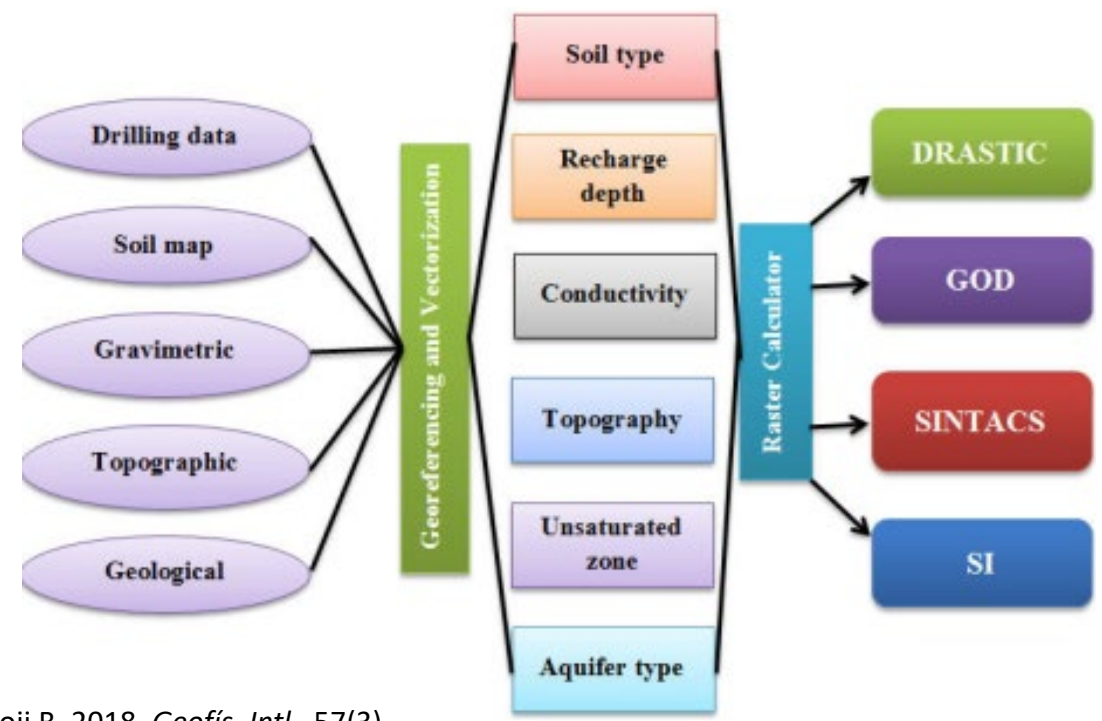 Drilling data
Soil map
Gravimetric
Topographic
Geological
Georeferencing and Vectorization
Soil type
Recharge
depth
Conductivity
Topography
Unsaturated
zone
Aquifer type
Raster Calculator
DRASTIC
GOD
SINTACS
SI
R. 2018. Geofís. Intl., 57(3)